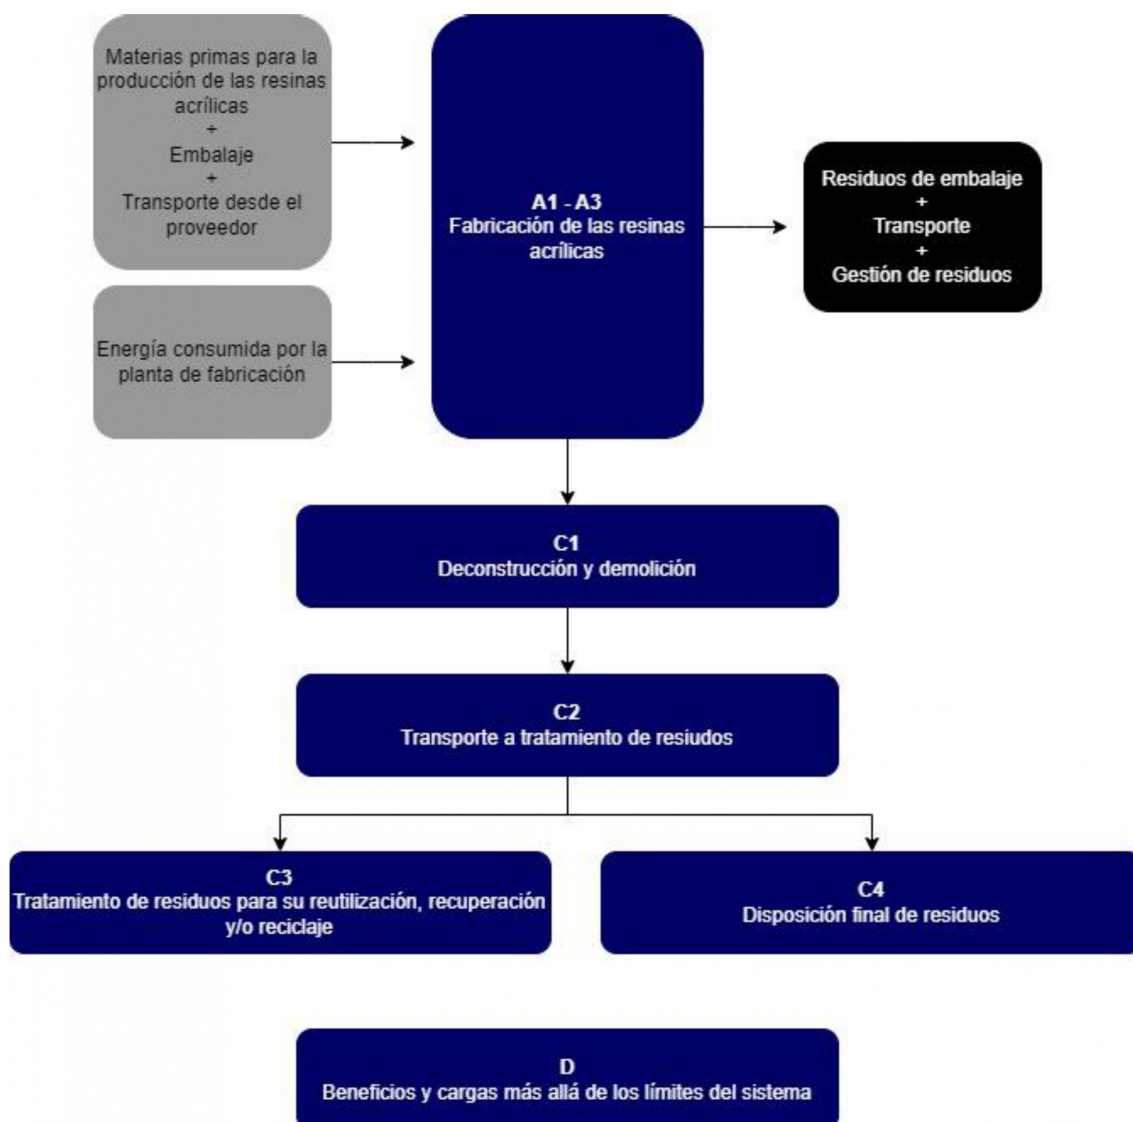 Materias primas para la
producción de las resinas
acrílicas
+
Embalaje
+
Transporte desde el
proveedor
Energía consumida por la
planta de fabricación
A1 - A3
Fabricación de las resinas
acrílicas
Residuos de embalaje
+
Transporte
+
Gestión de residuos
C1
Deconstrucción y demolición
C2
Transporte a tratamiento de resiudos
C3
Tratamiento de residuos para su reutilización, recuperación
y/o reciclaje
C4
Disposición final de residuos
D
Beneficios y cargas más allá de los límites del sistema